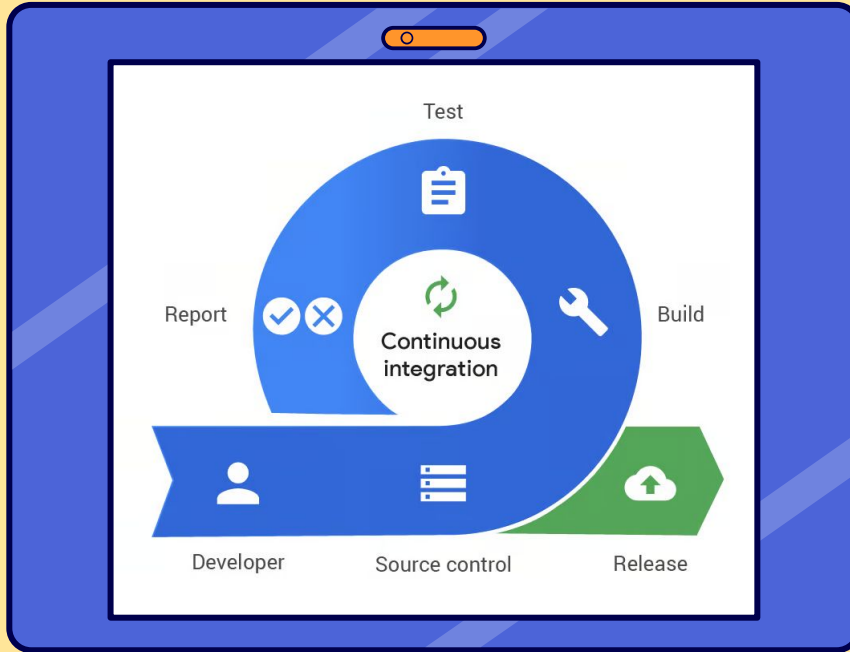 Test
Report
Continuous
integration
Build
Developer
Source control
Release